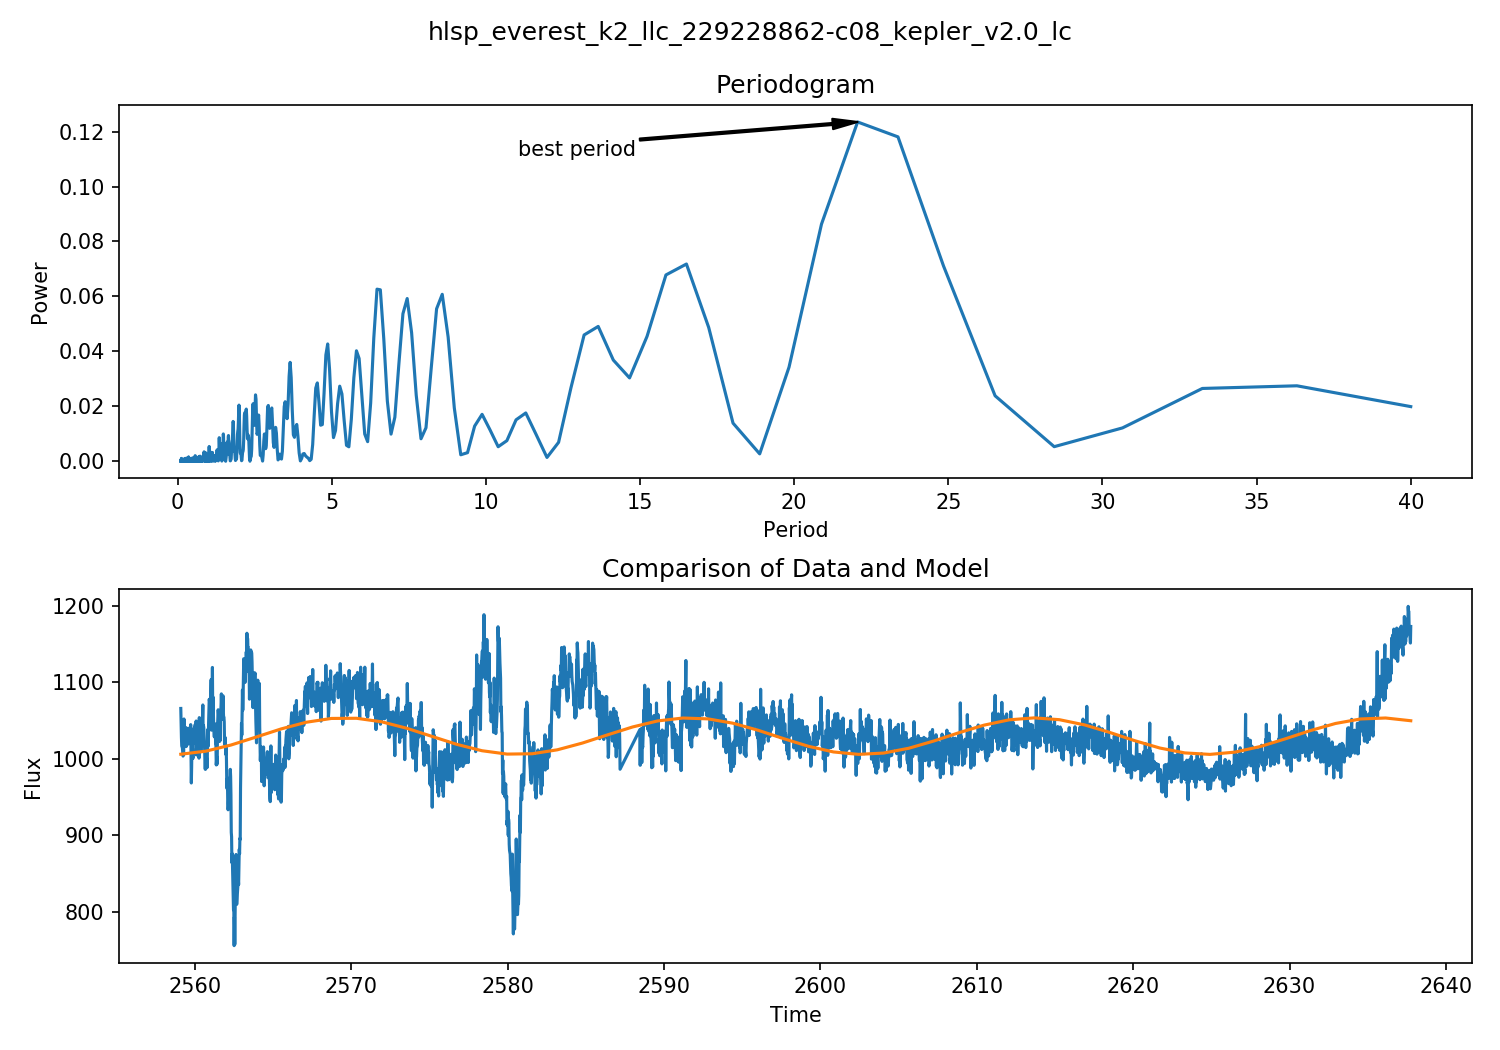 hlsp_everest_k2_llc_229228862-c08_kepler_v2.0_lc
Periodogram
0.12
0.10
0.08
0.06
0.04
0.02
0.00
Power
best period
0 5 10 15 20 25 30 35 40
Period
Comparison of Data and Model
1200
1100
1000
900
800
Flux
2560 2570 2580 2590 2600 2610 2620 2630 2640
Time